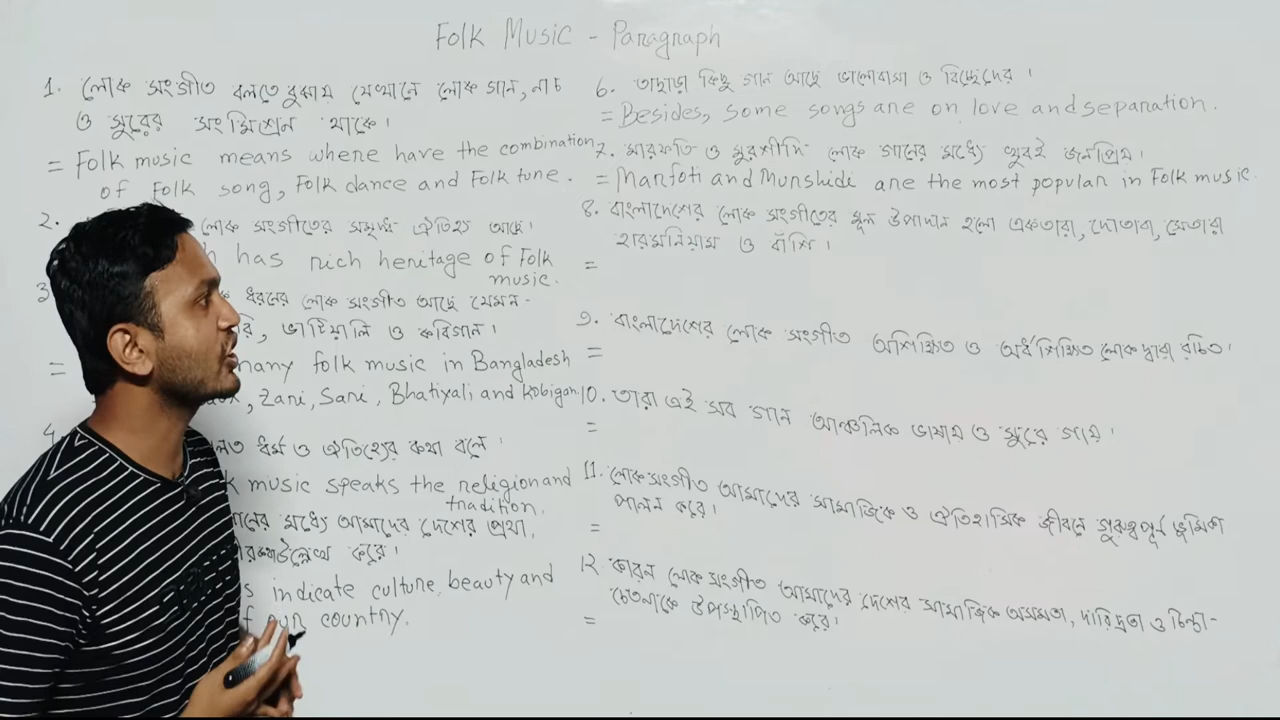 Folk Music - Paragraph
1. লোক সংগীত বলতে বুঝায় যেখানে লোক গান, নাচ
ও সুরের সংমিশ্রন থাকে।
= Folk music means where have the combination
of Folk song, Folk dance and Folk tune.
2.
লোক সংগীতের সমৃদ্ধ ঐতিহ্য আছে।
has rich heritage of Folk
music.
3
ধরনের লোক সংগীত আছে যেমন-
, ভাটিয়ালি ও কবিগান।
= many folk music in Bangladesh
, Zari, Sari, Bhatiyali and Kobigan.
4
ধর্ম ও ঐতিহ্যের কথা বলে।
music speaks the religion and
tradition.
মধ্যে আমাদের দেশের প্রথা,
উল্লেখ করে।
indicate culture, beauty and
our country.
6. তাছাড়া কিছু গান আছে ভালোবাসা ও বিচ্ছেদের।
= Besides, some songs are on love and separation.
7. মারফতি ও মুরশীদি লোক গানের মধ্যে খুবই জনপ্রিয়।
= Marfoti and Murshidi are the most popular in Folk music.
8. বাংলাদেশের লোক সংগীতের মূল উপাদান হলো একতারা, দোতারা, সেতারা
হারমনিয়াম ও বাঁশি।
=
9. বাংলাদেশের লোক সংগীত অশিক্ষিত ও অর্ধশিক্ষিত লোক দ্বারা রচিত।
=
10. তারা এই সব গান আঞ্চলিক ভাষায় ও সুরে গায়।
=
11. লোক সংগীত আমাদের সামাজিক ও ঐতিহাসিক জীবনে গুরুত্বপূর্ণ ভূমিকা
পালন করে।
=
12. কারন লোক সংগীত আমাদের দেশের সামাজিক অসমতা, দারিদ্রতা ও চিন্তা-
চেতনাকে উপস্থাপিত করে।
=